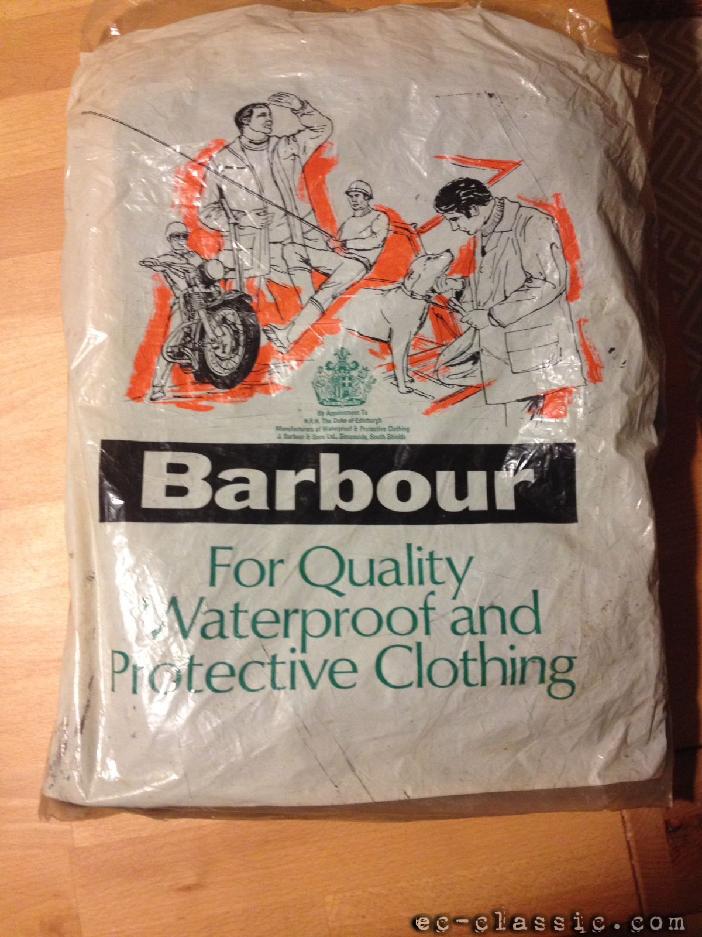 By Appointment To
H.R.H. The Duke of Edinburgh
Manufacturers of Waterproof & Protective Clothing
J. Barbour & Sons Ltd., Simonside, South Shields
Barbour
For Quality
Waterproof and
Protective Clothing
ec-classic.com